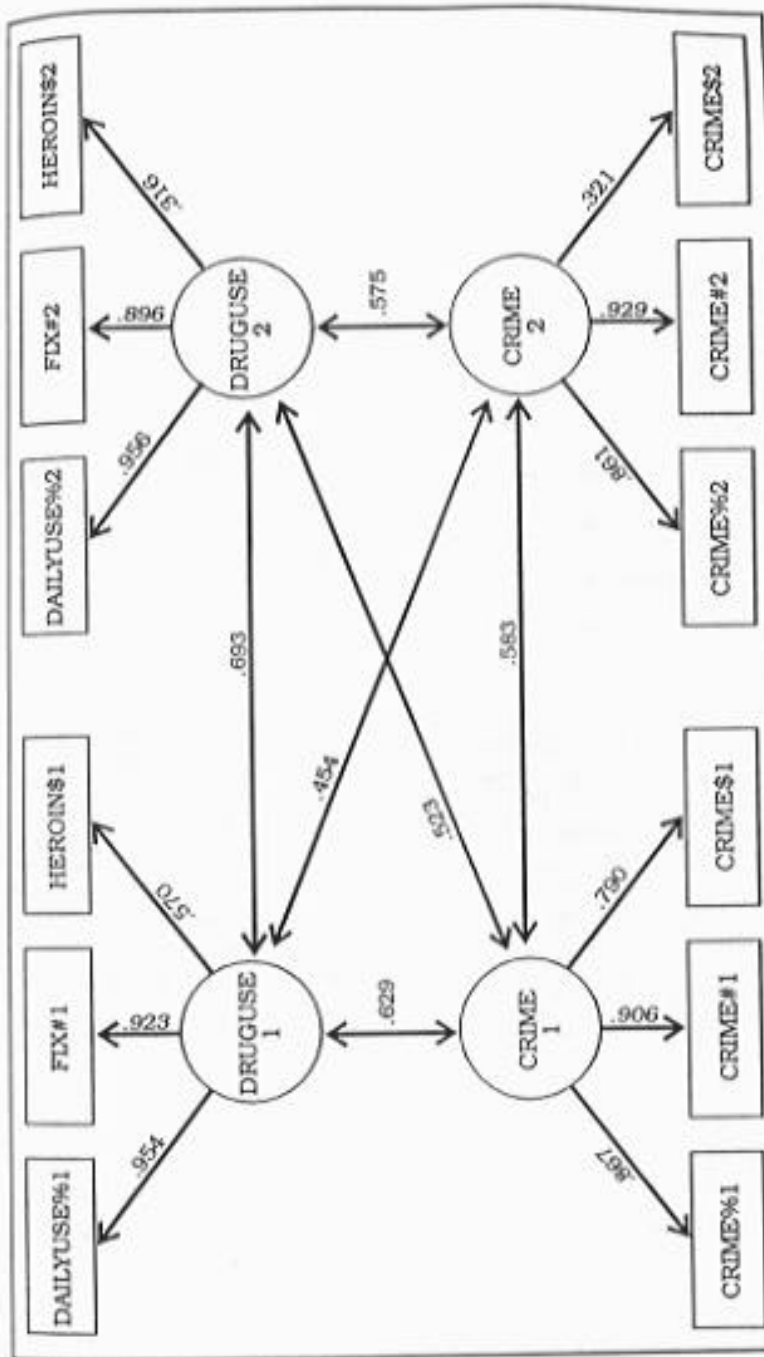 DAILYUSE%1
FIX#1
HEROIN$1
DAILYUSE%2
FIX#2
HEROIN$2
.954
.923
.570
.956
.896
.316
DRUGUSE
1
.693
DRUGUSE
2
.629
.454
.523
.575
CRIME
1
.583
CRIME
2
.867
.906
.790
.861
.929
.321
CRIME%1
CRIME#1
CRIME$1
CRIME%2
CRIME#2
CRIME$2